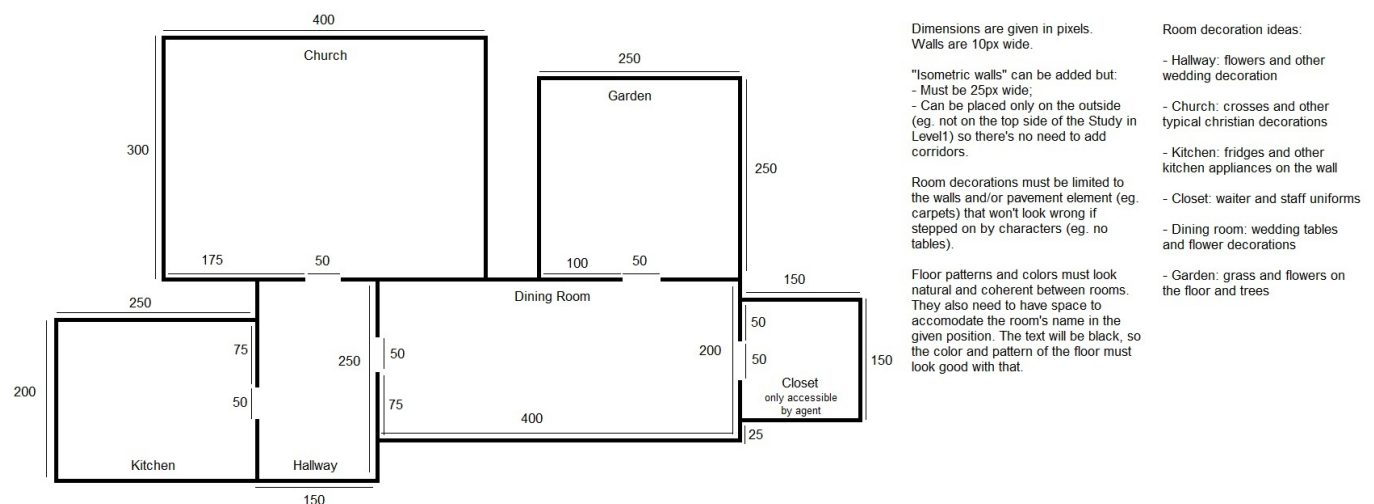 400
Church
300
175
50
250
Garden
250
100
50
250
75
50
200
Kitchen
250
Hallway
150
Dining Room
50
75
400
200
150
50
50
150
Closet
only accessible
by agent
25
Dimensions are given in pixels.
Walls are 10px wide.
"Isometric walls" can be added but:
- Must be 25px wide;
- Can be placed only on the outside
(eg. not on the top side of the Study in
Level1) so there's no need to add
corridors.
Room decorations must be limited to
the walls and/or pavement element (eg.
carpets) that won't look wrong if
stepped on by characters (eg. no
tables).
Floor patterns and colors must look
natural and coherent between rooms.
They also need to have space to
accomodate the room's name in the
given position. The text will be black, so
the color and pattern of the floor must
look good with that.
Room decoration ideas:
- Hallway: flowers and other
wedding decoration
- Church: crosses and other
typical christian decorations
- Kitchen: fridges and other
kitchen appliances on the wall
- Closet: waiter and staff uniforms
- Dining room: wedding tables
and flower decorations
- Garden: grass and flowers on
the floor and trees